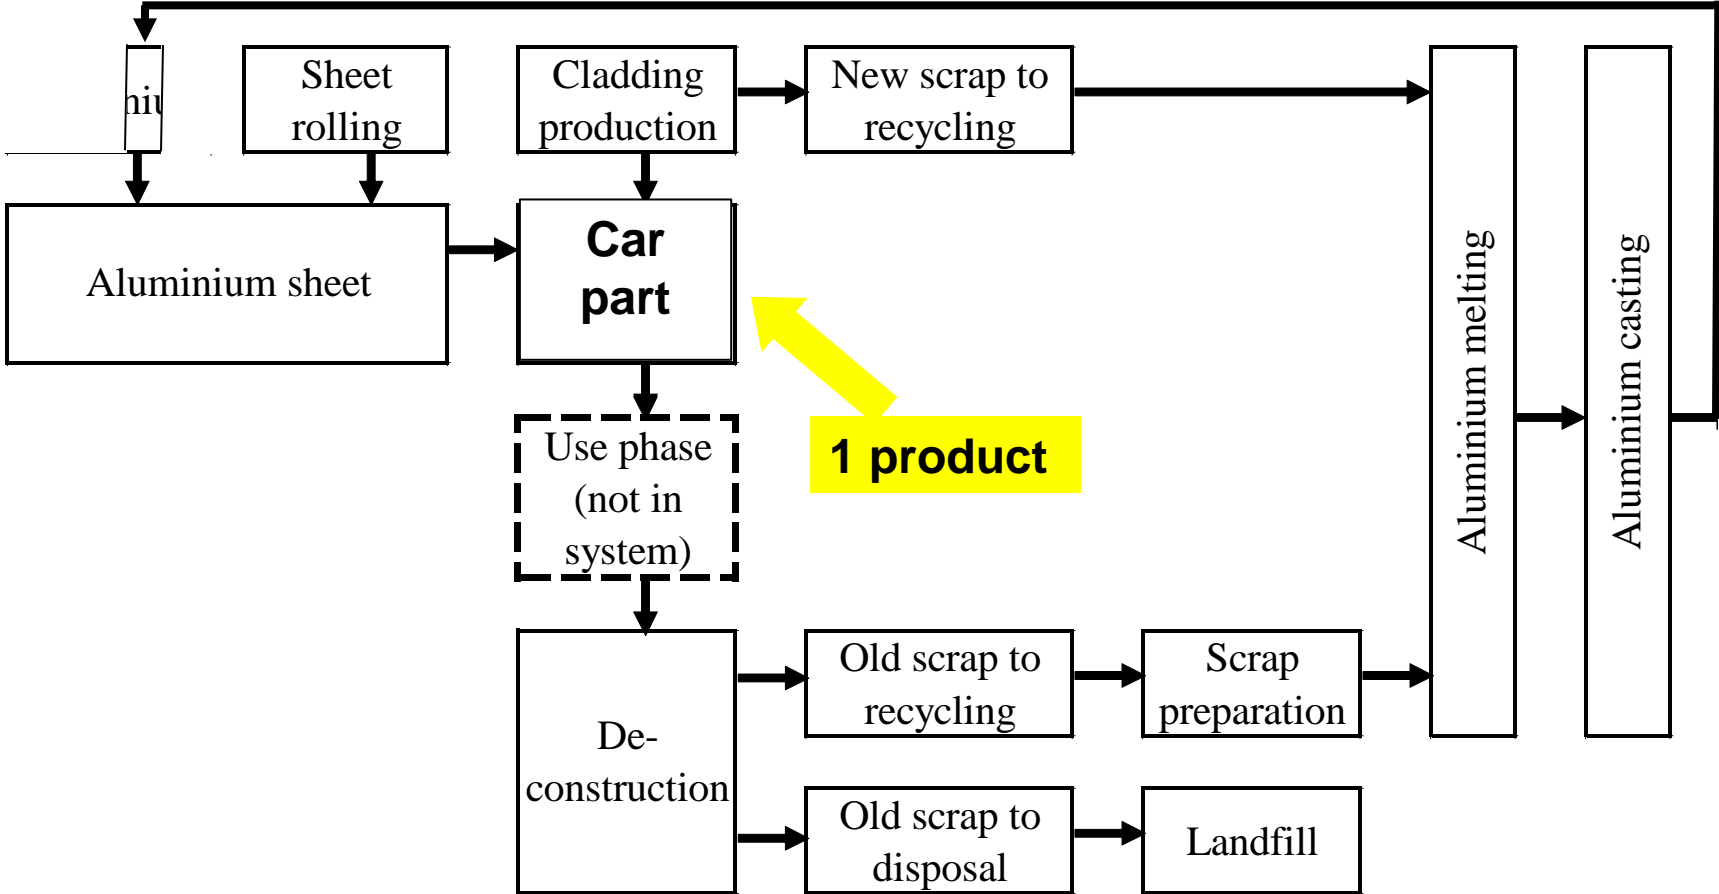 Sheet
rolling
Cladding
production
New scrap to
recycling
Aluminium sheet
Car
part
1 product
Use phase
(not in
system)
De-
construction
Old scrap to
recycling
Scrap
preparation
Old scrap to
disposal
Landfill
Aluminium melting
Aluminium casting